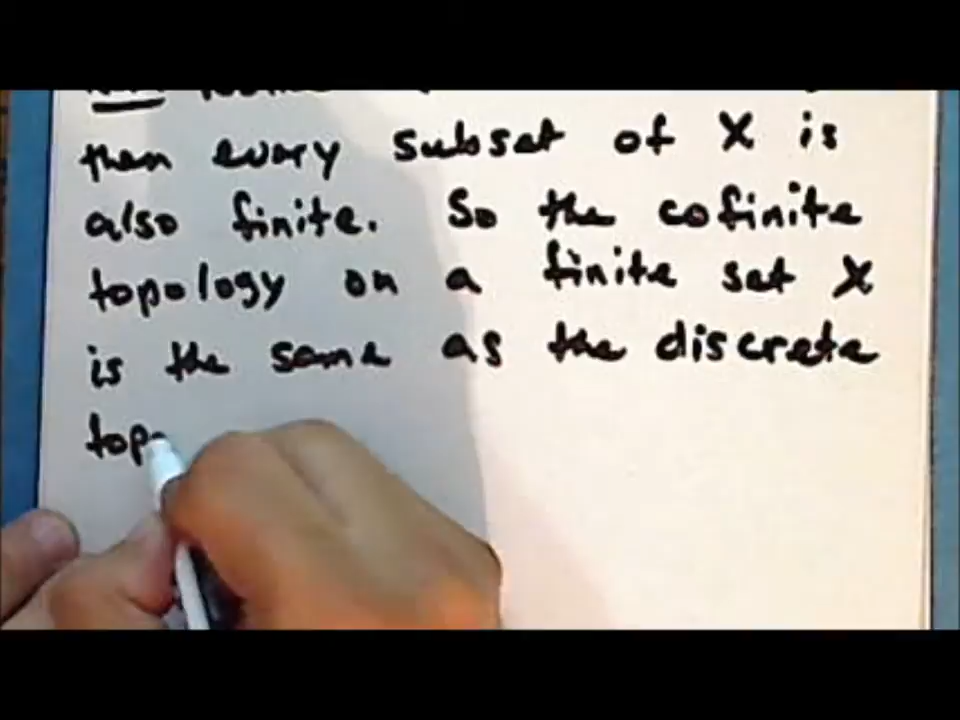 then every subset of X is
also finite. So the cofinite
topology on a finite set X
is the same as the discrete
top